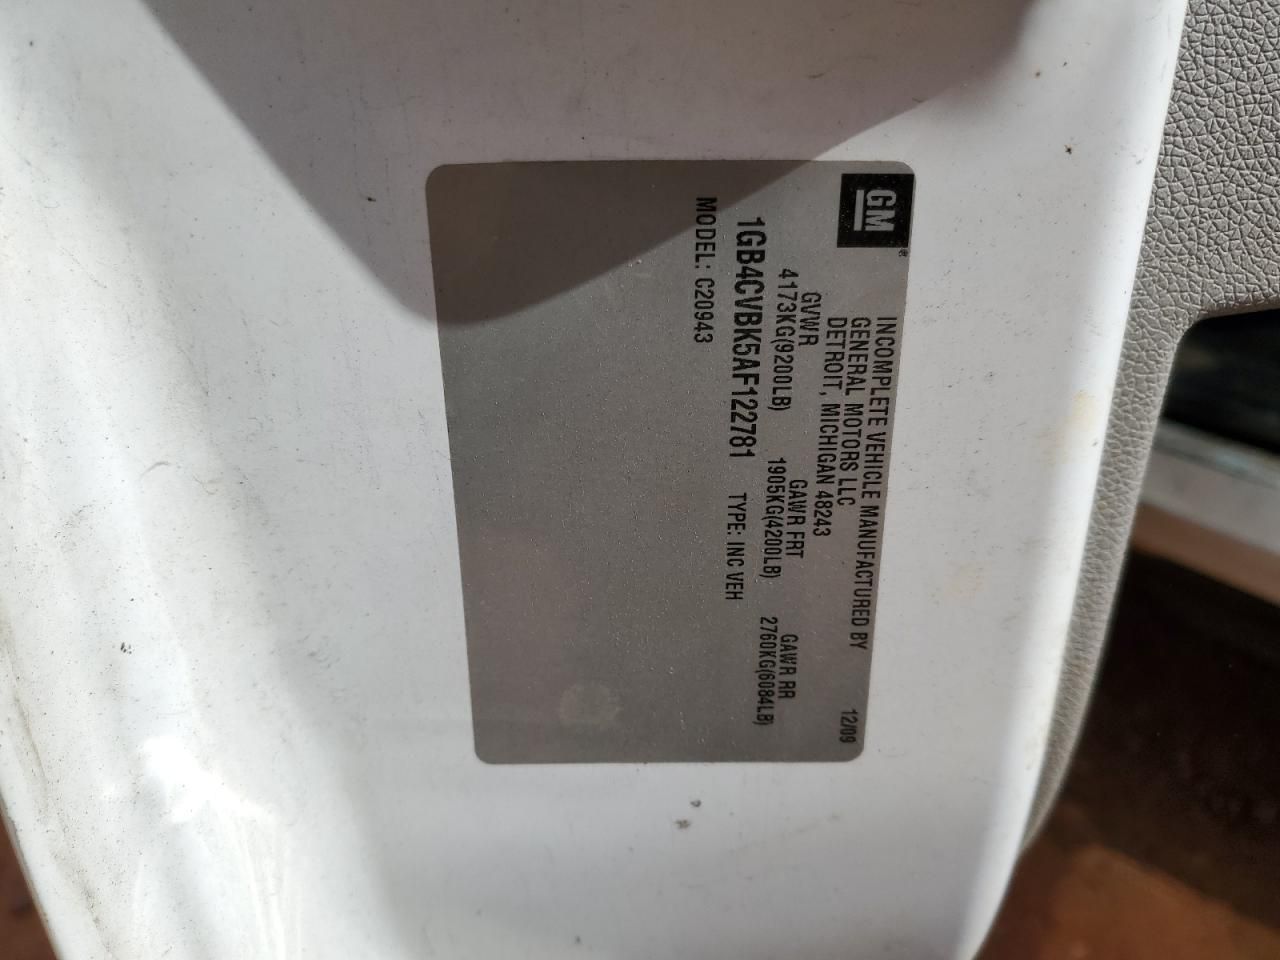 GM®
INCOMPLETE VEHICLE MANUFACTURED BY 12/09
GENERAL MOTORS LLC
DETROIT, MICHIGAN 48243
GVWR GAWR FRT GAWR RR
4173KG(9200LB) 1905KG(4200LB) 2760KG(6084LB)
1GB4CVBK5AF122781 TYPE: INC VEH
MODEL: C20943